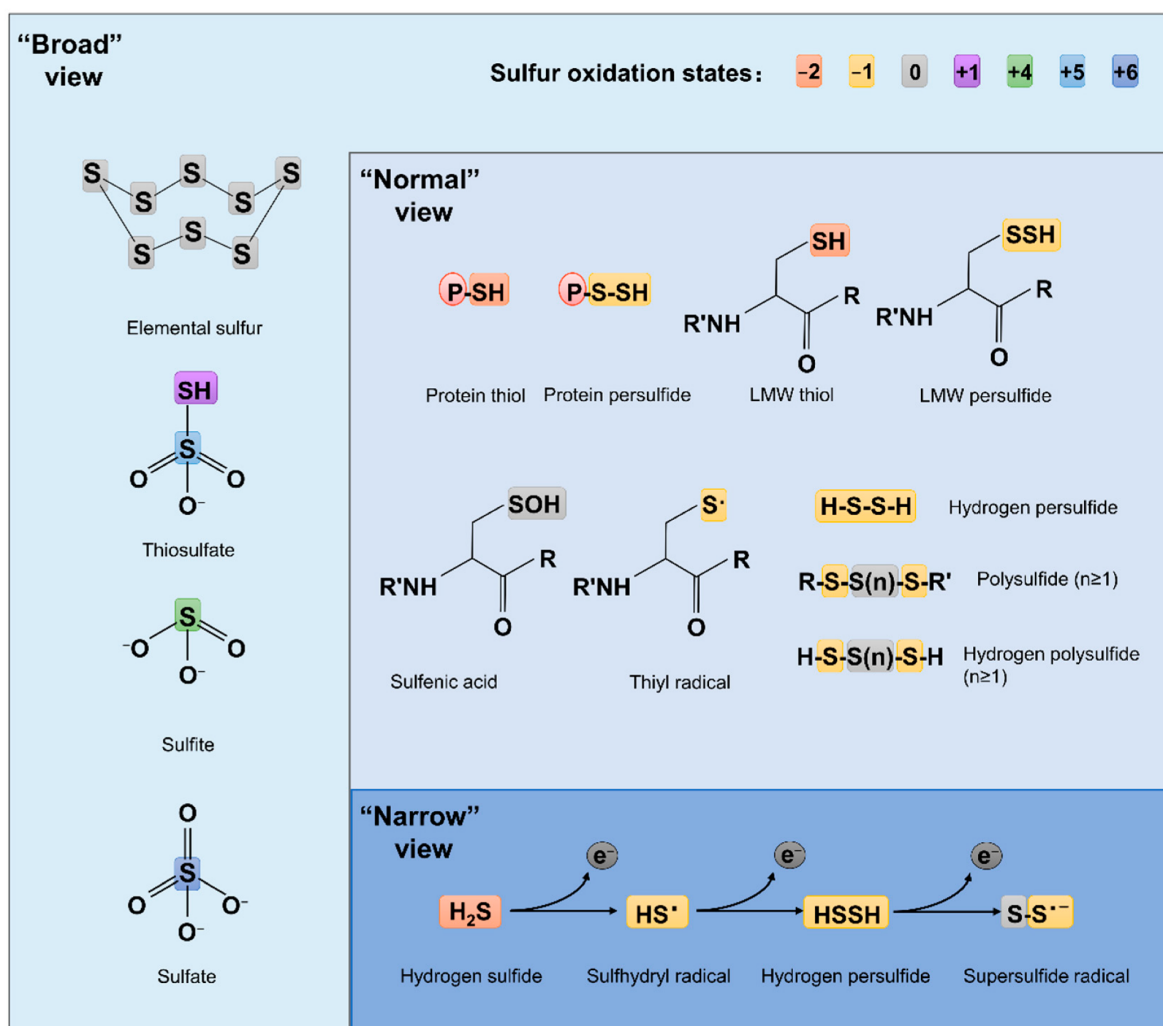 “Broad”
view
Sulfur oxidation states:
−2
−1
0
+1
+4
+5
+6
S
S
S
S
S
S
S
S
Elemental sulfur
SH
S
O
O
O⁻
Thiosulfate
S
⁻O
O
O⁻
Sulfite
O
S
O
O⁻
O⁻
Sulfate
“Normal”
view
P-SH
Protein thiol
P-S-SH
Protein persulfide
SH
R
R'NH
O
LMW thiol
SSH
R
R'NH
O
LMW persulfide
SOH
R
R'NH
O
Sulfenic acid
S·
R
R'NH
O
Thiyl radical
H-S-S-H
Hydrogen persulfide
R-S-S(n)-S-R'
Polysulfide (n≥1)
H-S-S(n)-S-H
Hydrogen polysulfide
(n≥1)
“Narrow”
view
e⁻
e⁻
e⁻
H₂S
HS·
HSSH
S-S·⁻
Hydrogen sulfide
Sulfhydryl radical
Hydrogen persulfide
Supersulfide radical